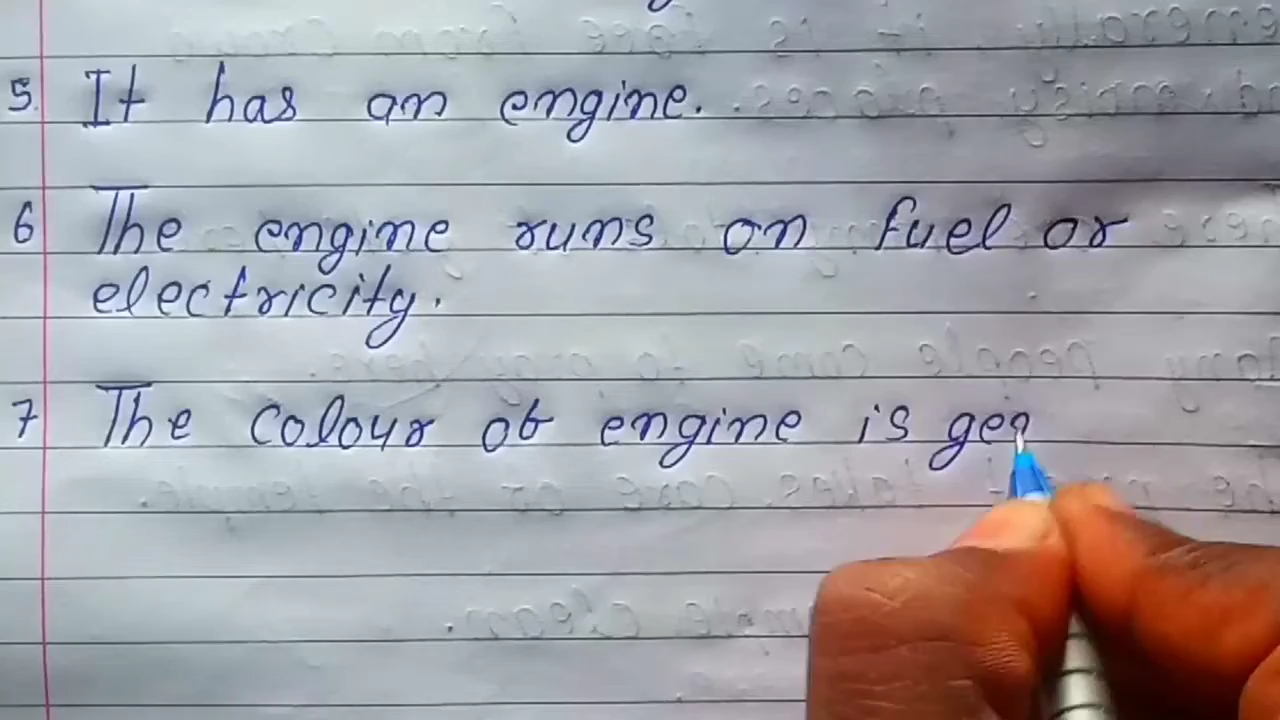 5. It has an engine.
6 The engine runs on fuel or
electricity.
7 The colour of engine is gen